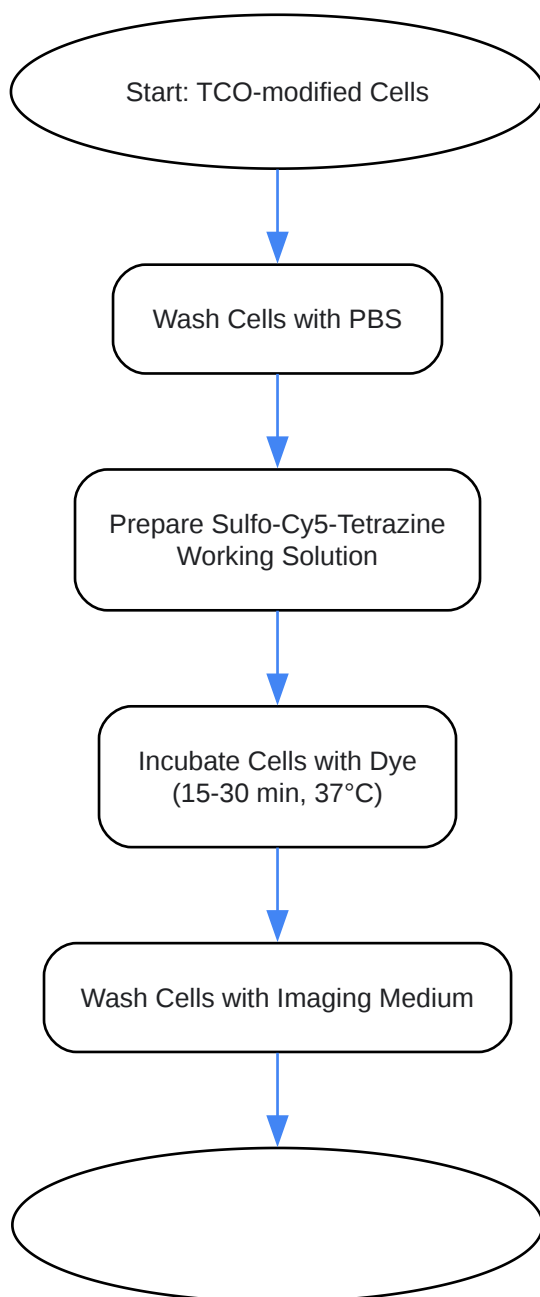 Start: TCO-modified Cells
Wash Cells with PBS
Prepare Sulfo-Cy5-Tetrazine
Working Solution
Incubate Cells with Dye
(15-30 min, 37°C)
Wash Cells with Imaging Medium